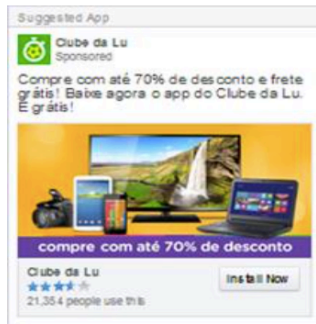 Suggested App
Clube da Lu
Sponsored
Compre com até 70% de desconto e frete
grátis! Baixe agora o app do Clube da Lu.
É grátis!
compre com até 70% de desconto
Clube da Lu
Install Now
21,354 people use this